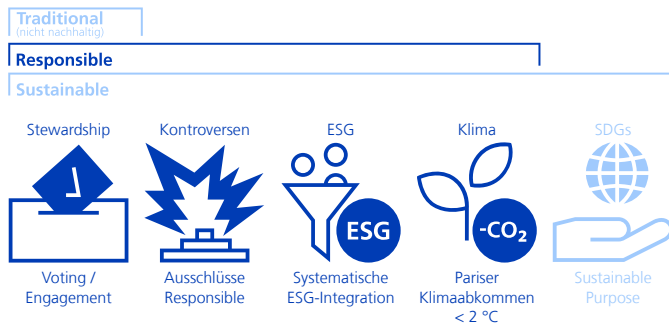 Traditional
(nicht nachhaltig)
Responsible
Sustainable
Stewardship
Kontroversen
ESG
Klima
SDGs
ESG
-CO₂
Voting /
Engagement
Ausschlüsse
Responsible
Systematische
ESG-Integration
Pariser
Klimaabkommen
< 2 °C
Sustainable
Purpose